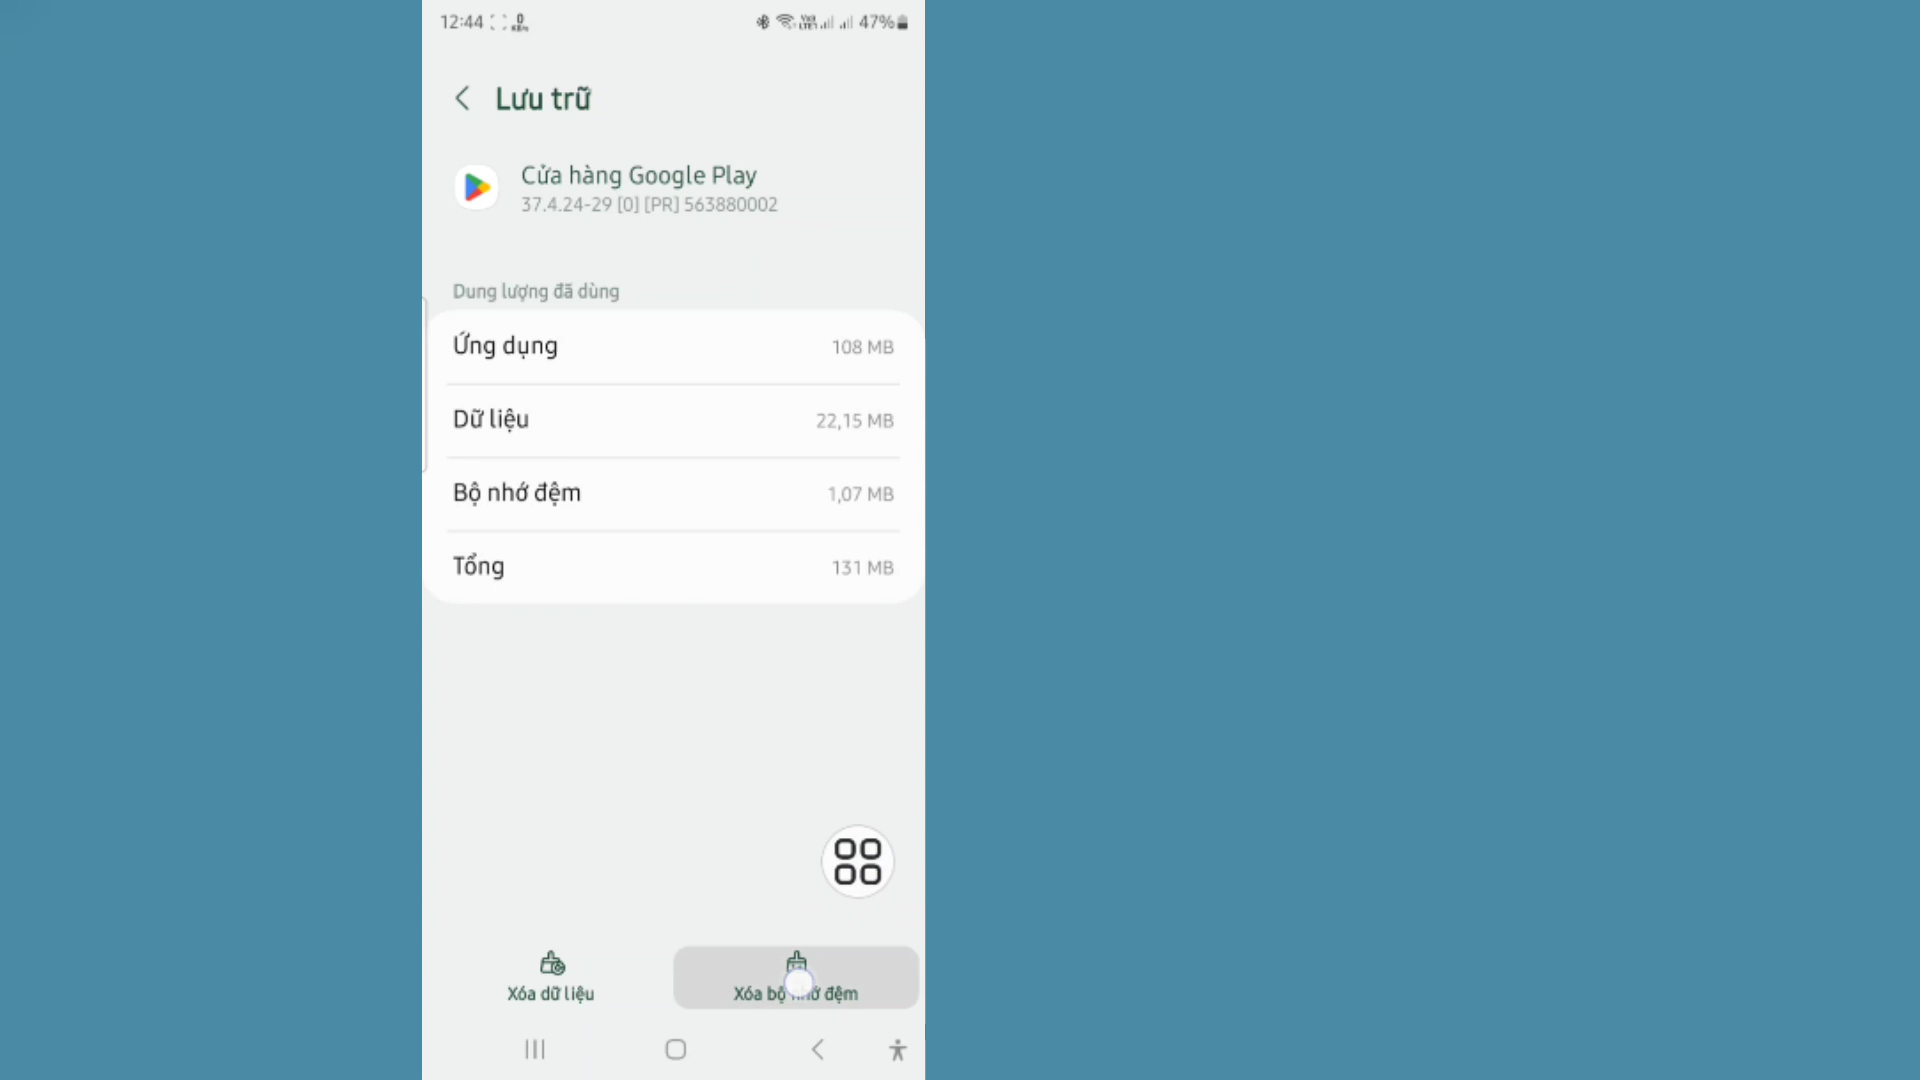 12:44
47%
Lưu trữ
Cửa hàng Google Play
37.4.24-29 [0] [PR] 563880002
Dung lượng đã dùng
Ứng dụng 108 MB
Dữ liệu 22,15 MB
Bộ nhớ đệm 1,07 MB
Tổng 131 MB
Xóa dữ liệu
Xóa bộ nhớ đệm